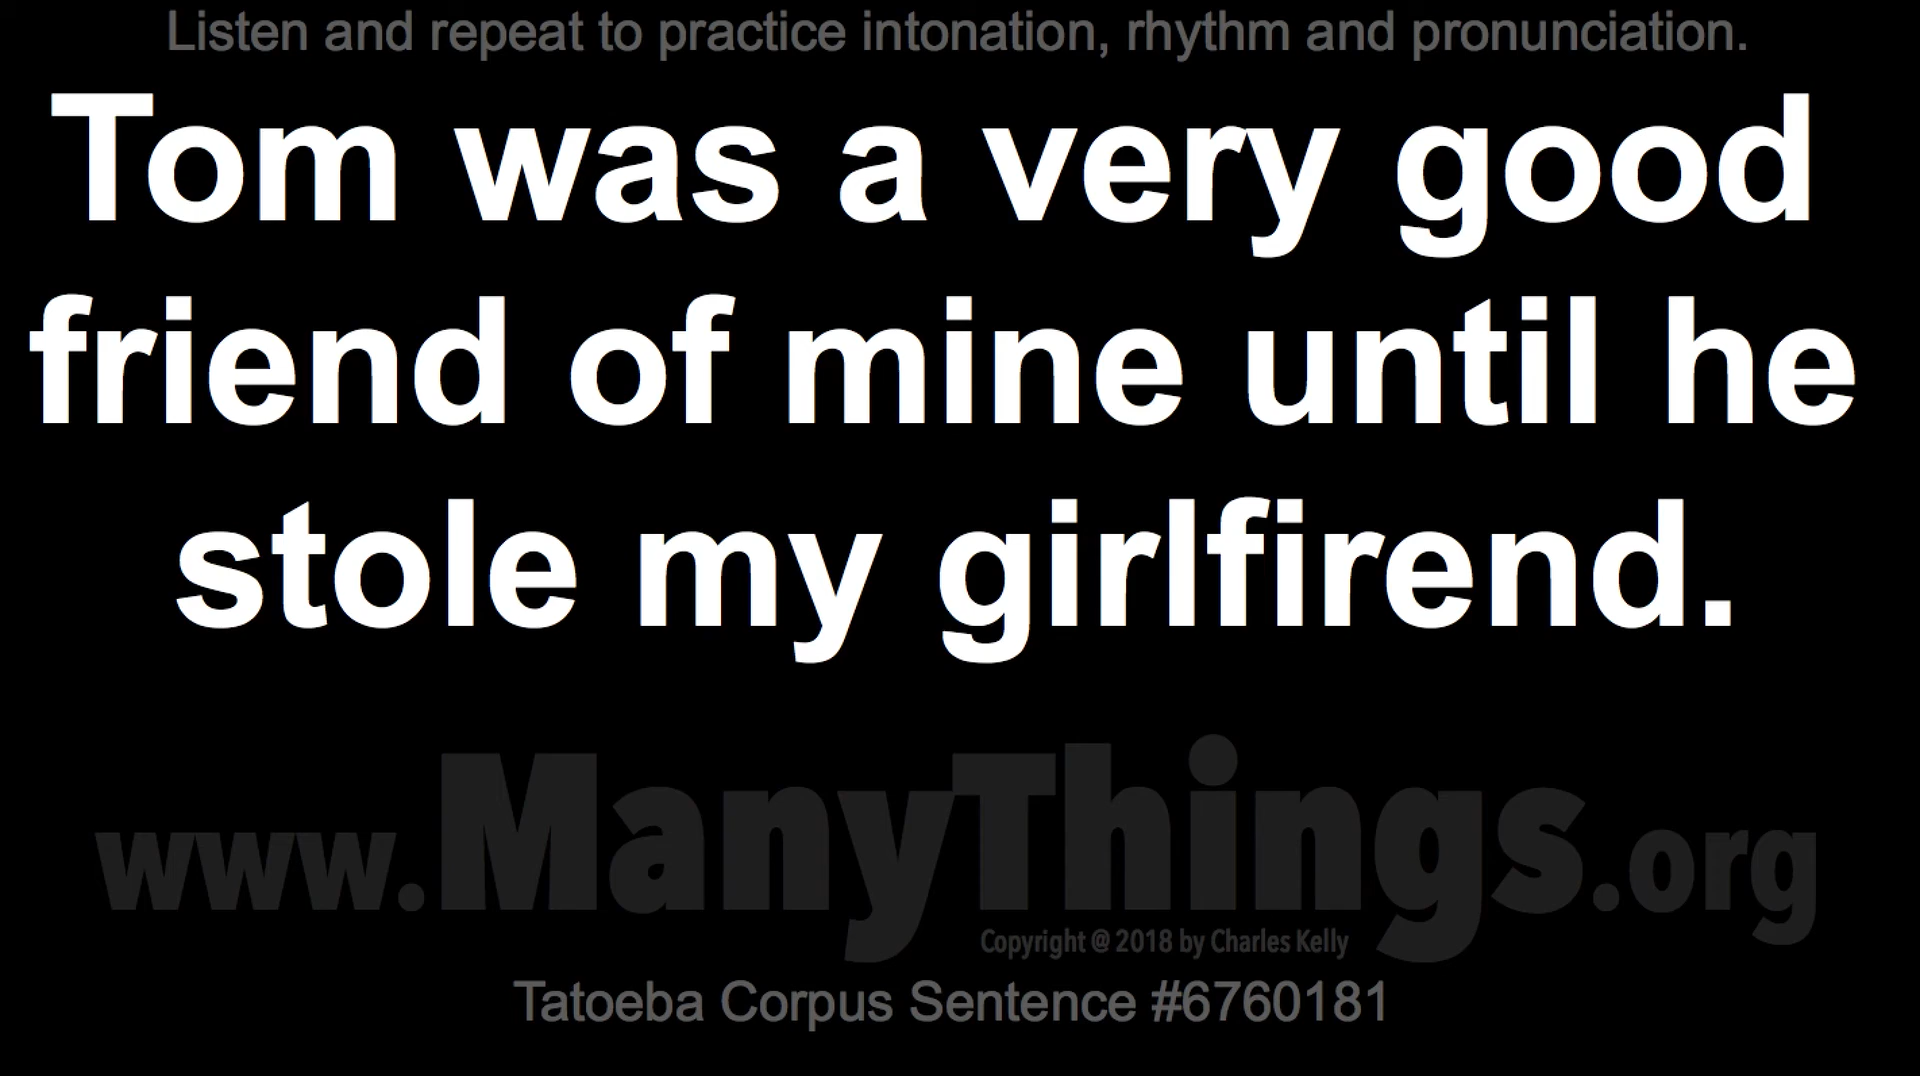 Listen and repeat to practice intonation, rhythm and pronunciation.
Tom was a very good
friend of mine until he
stole my girlfirend.
www.ManyThings.org
Copyright @ 2018 by Charles Kelly
Tatoeba Corpus Sentence #6760181